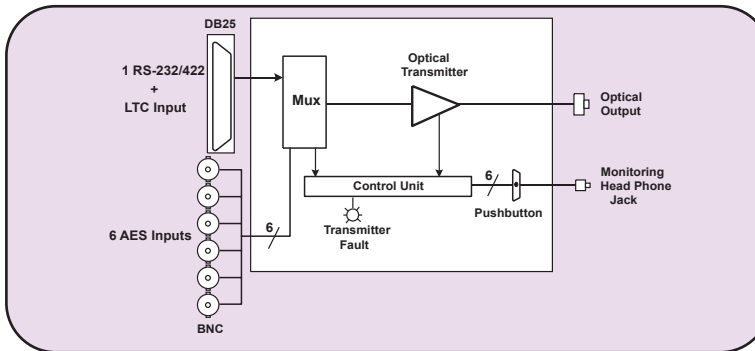 DB25
1 RS-232/422
+
LTC Input
Mux
Optical
Transmitter
Optical
Output
6
Control Unit
Pushbutton
Monitoring
Head Phone
Jack
Transmitter
Fault
6 AES Inputs
6
BNC